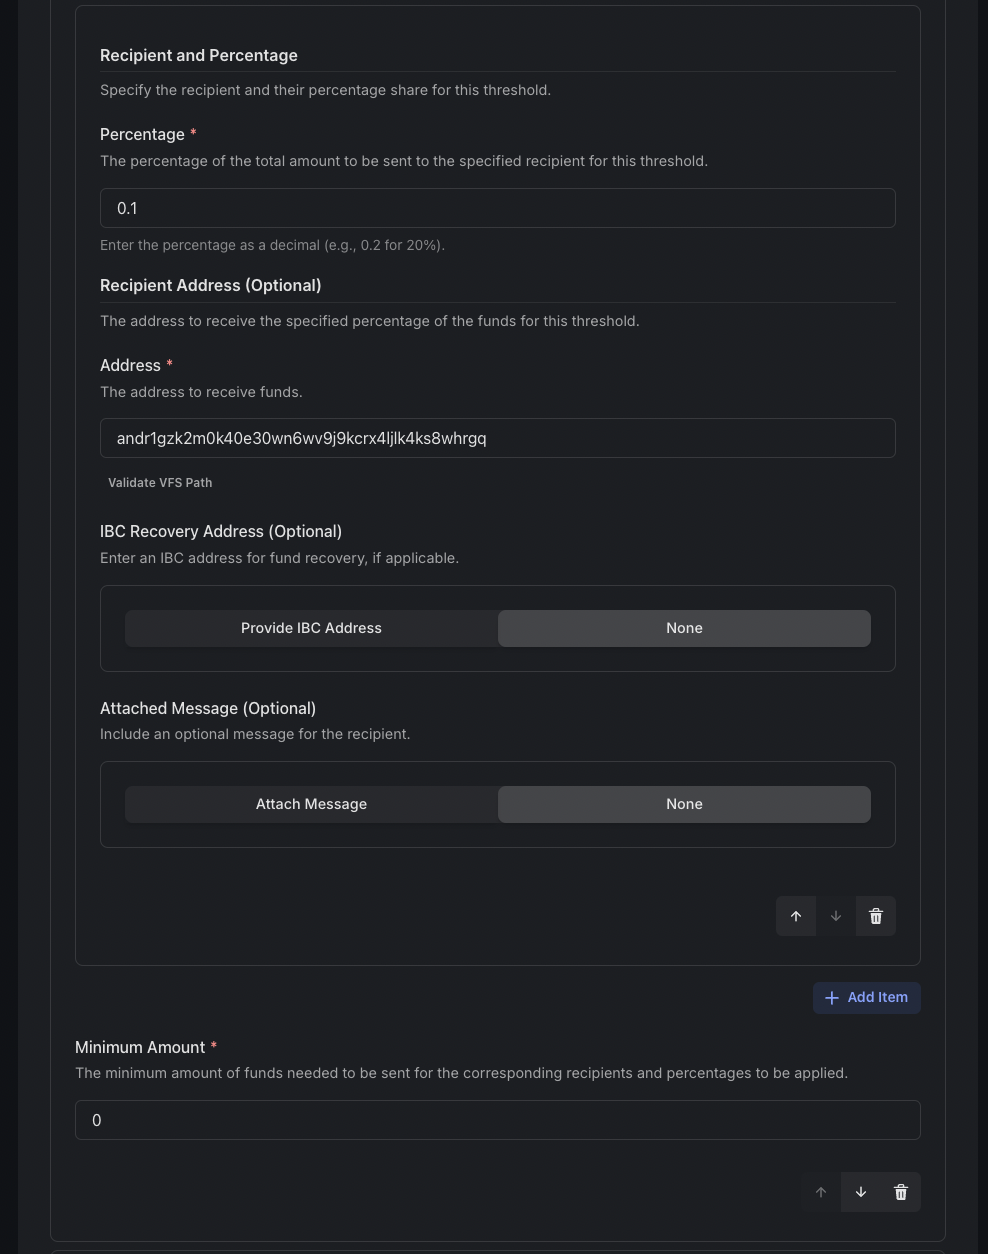 Recipient and Percentage
Specify the recipient and their percentage share for this threshold.
Percentage *
The percentage of the total amount to be sent to the specified recipient for this threshold.
0.1
Enter the percentage as a decimal (e.g., 0.2 for 20%).
Recipient Address (Optional)
The address to receive the specified percentage of the funds for this threshold.
Address *
The address to receive funds.
andr1gzk2m0k40e30wn6wv9j9kcrx4ljlk4ks8whrgq
Validate VFS Path
IBC Recovery Address (Optional)
Enter an IBC address for fund recovery, if applicable.
Provide IBC Address None
Attached Message (Optional)
Include an optional message for the recipient.
Attach Message None
Add Item
Minimum Amount *
The minimum amount of funds needed to be sent for the corresponding recipients and percentages to be applied.
0